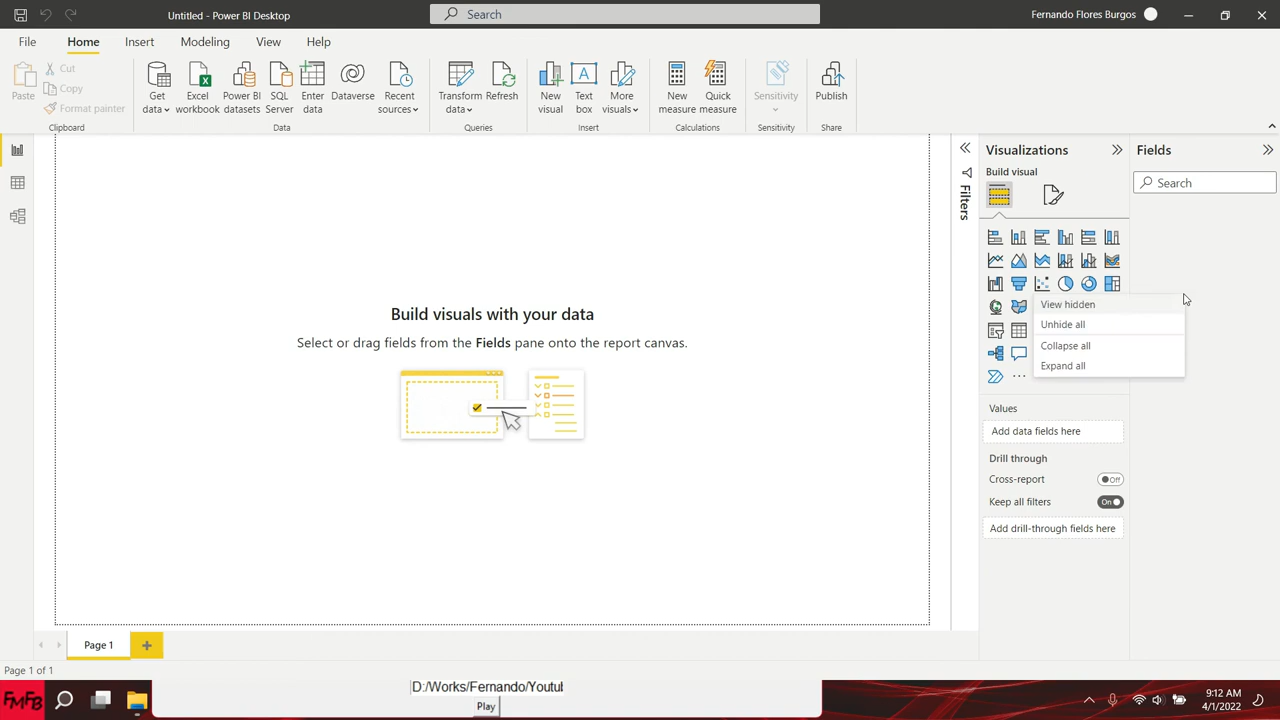 Untitled - Power BI Desktop
Search
Fernando Flores Burgos
File
Home
Insert
Modeling
View
Help
Paste
Cut
Copy
Format painter
Clipboard
Get data
Excel workbook
Power BI datasets
SQL Server
Enter data
Dataverse
Recent sources
Data
Transform data
Refresh
Queries
New visual
Text box
More visuals
Insert
New measure
Quick measure
Calculations
Sensitivity
Sensitivity
Publish
Share
Build visuals with your data
Select or drag fields from the Fields pane onto the report canvas.
Filters
Visualizations
Build visual
Fields
Search
View hidden
Unhide all
Collapse all
Expand all
Values
Add data fields here
Drill through
Cross-report
Off
Keep all filters
On
Add drill-through fields here
Page 1
Page 1 of 1
FMFB
D:/Works/Fernando/Youtul
Play
9:12 AM
4/1/2022